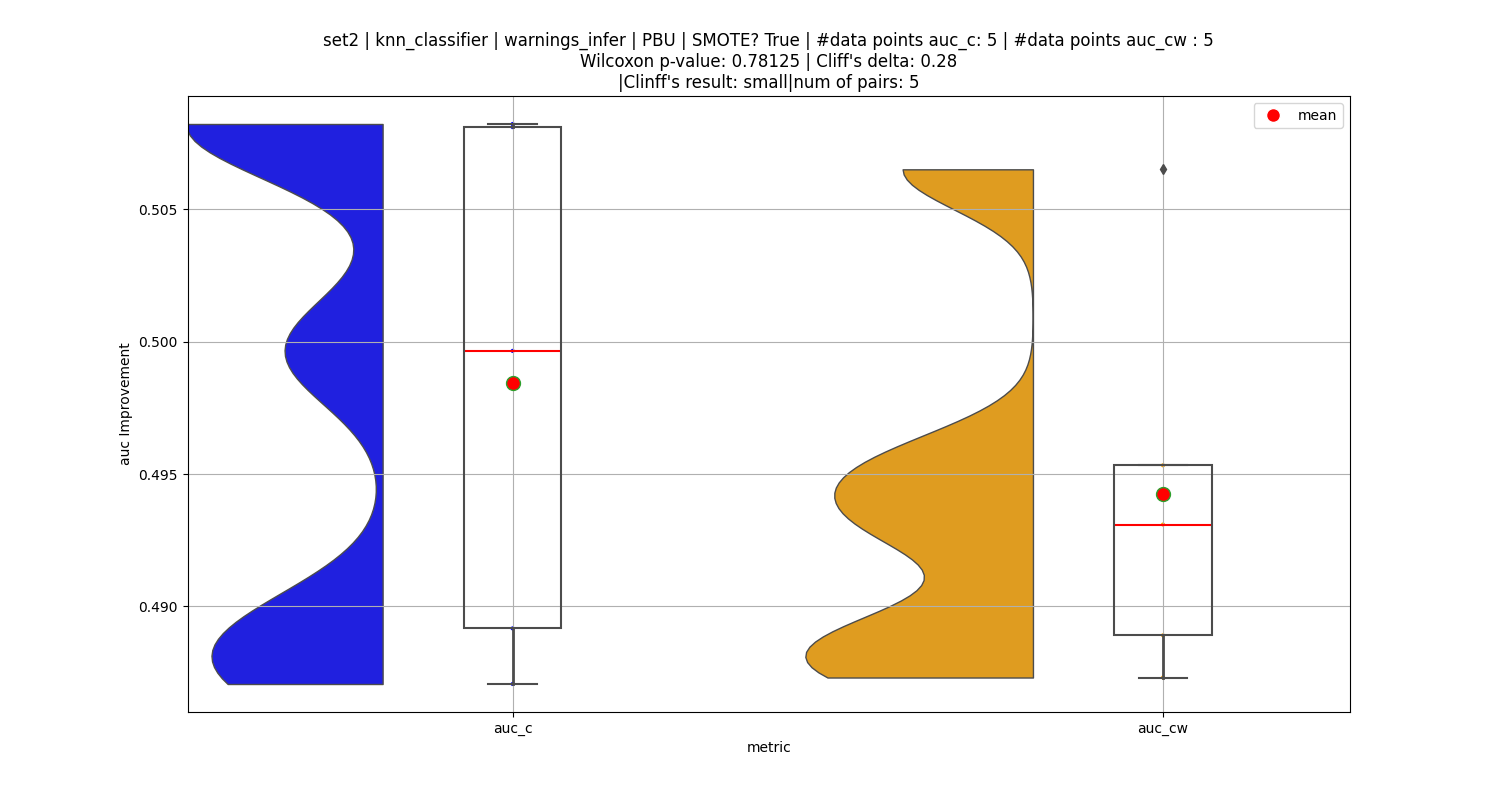 set2 | knn_classifier | warnings_infer | PBU | SMOTE? True | #data points auc_c: 5 | #data points auc_cw : 5
Wilcoxon p-value: 0.78125 | Cliff's delta: 0.28
|Clinff's result: small|num of pairs: 5
mean
0.505
0.500
0.495
0.490
auc Improvement
auc_c
auc_cw
metric